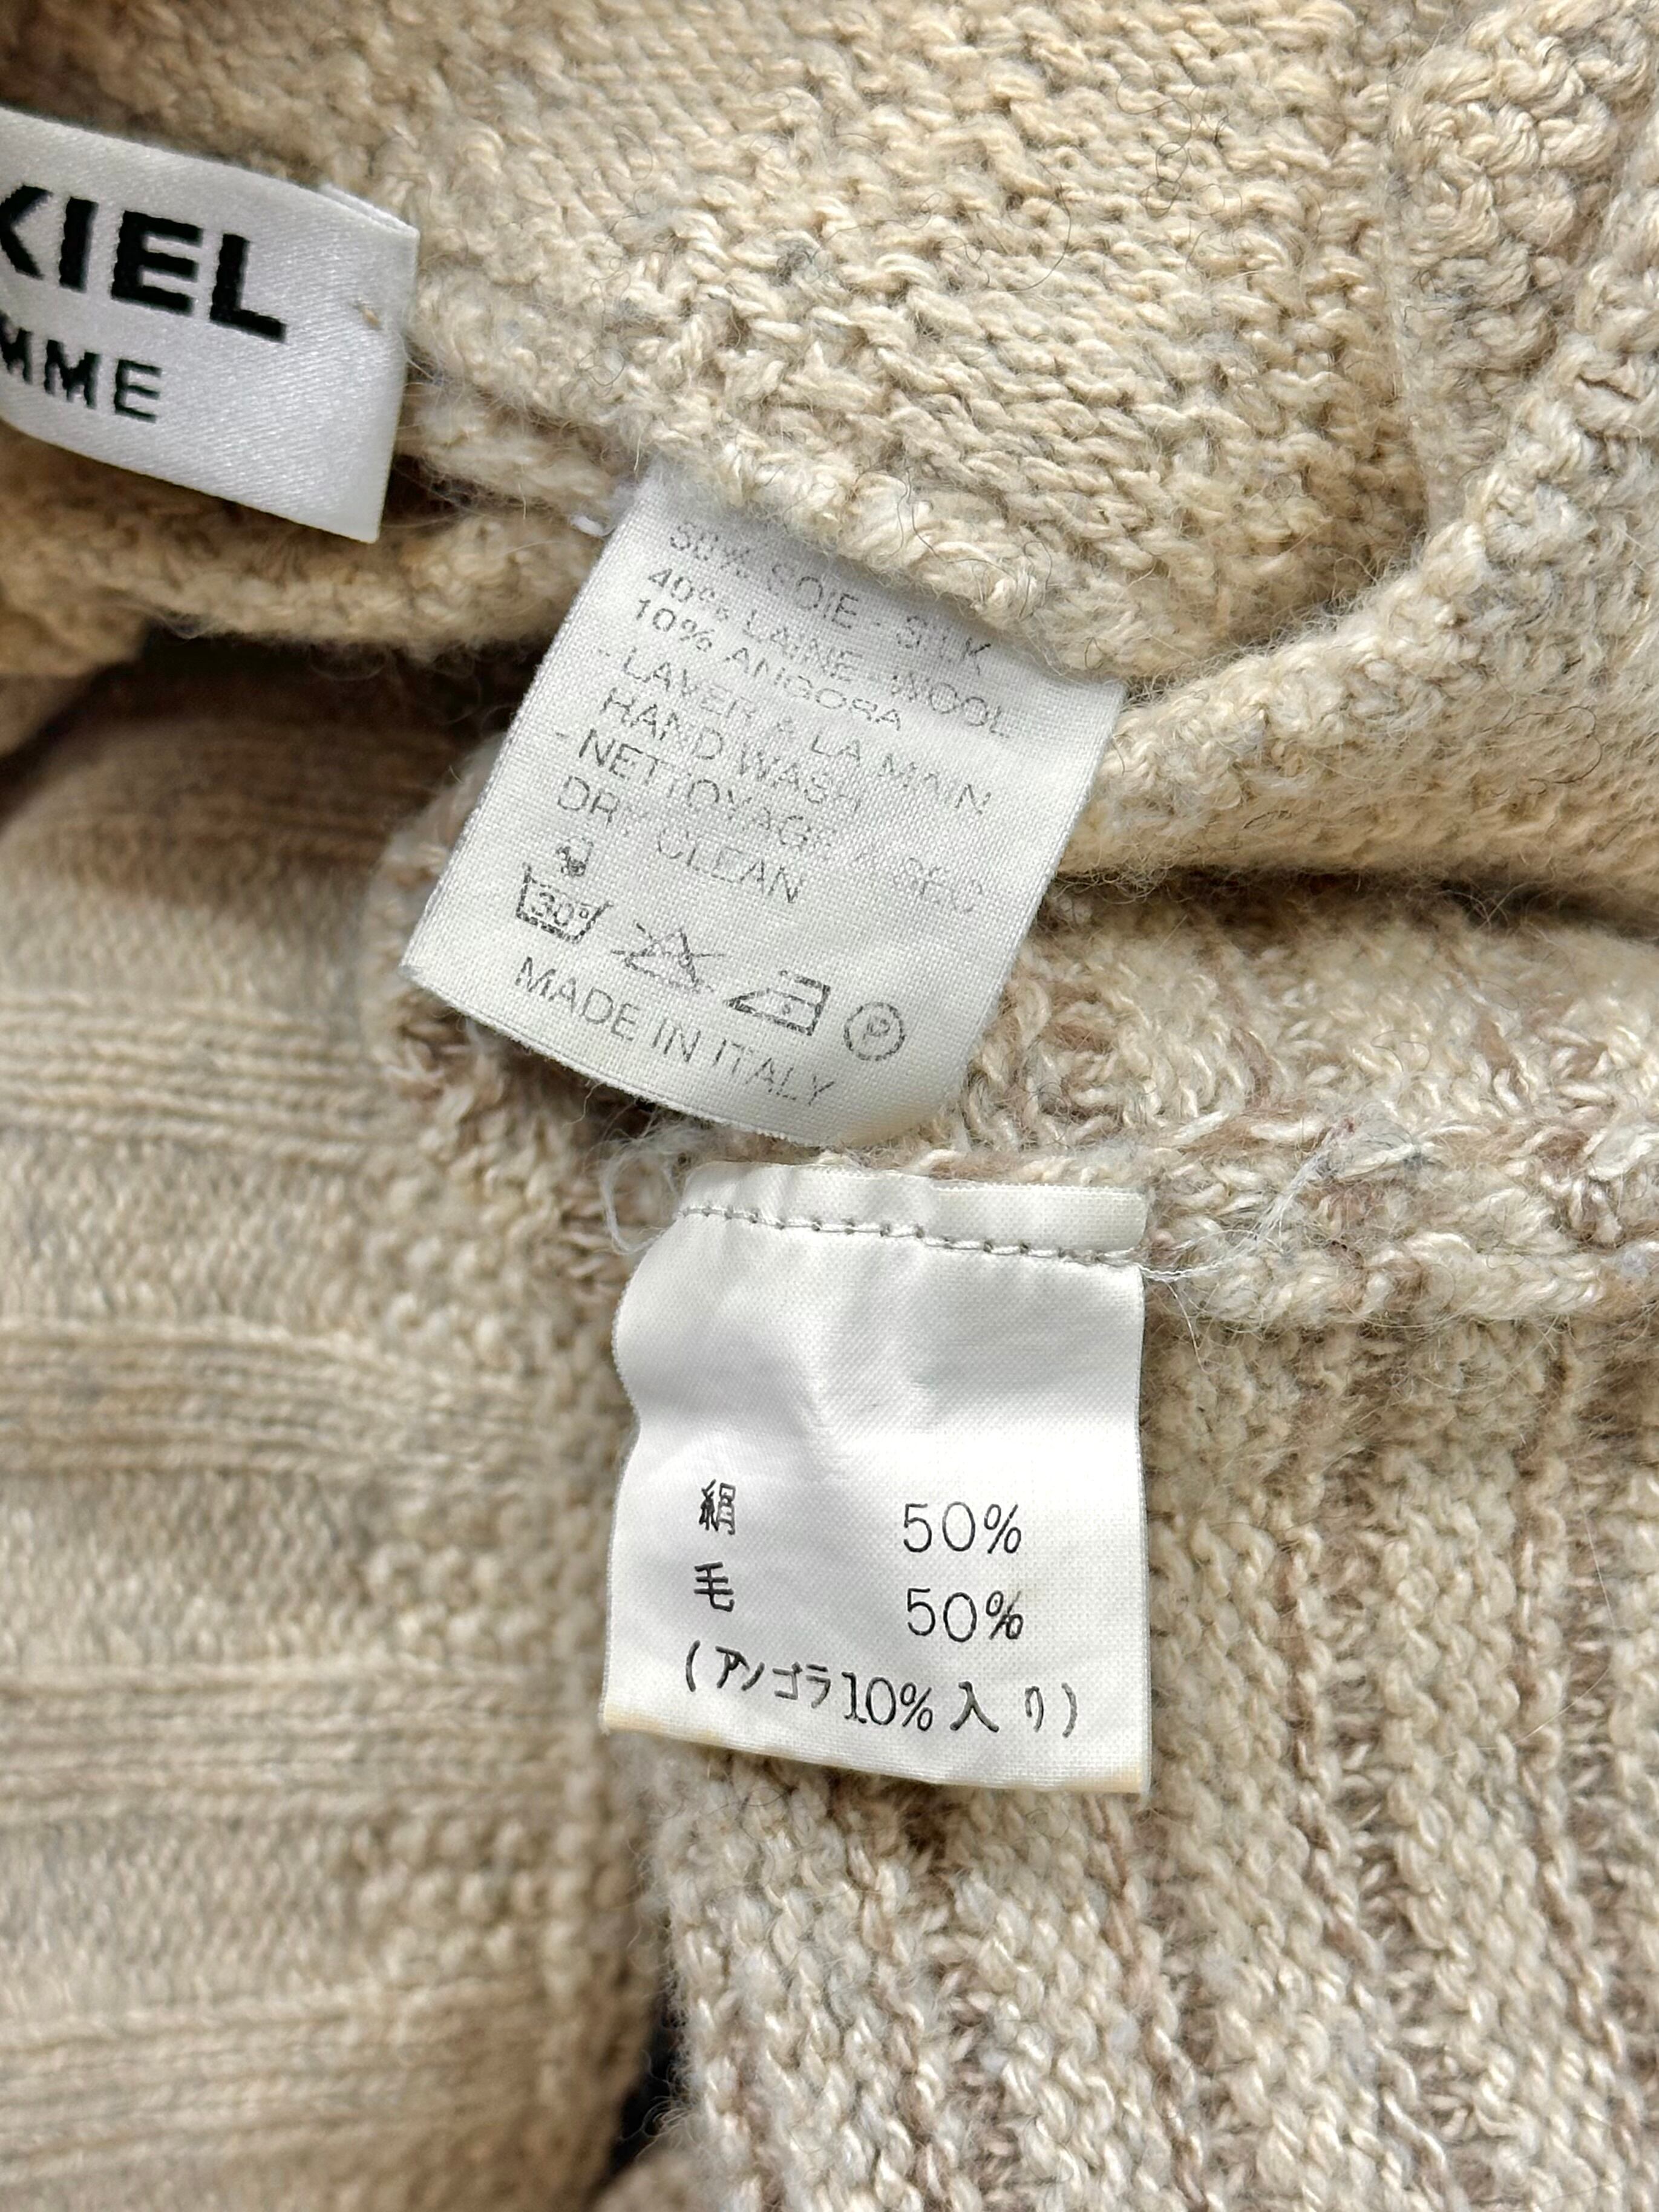 KIEL
MME
50% SOIE - SILK
40% LAINE - WOOL
10% ANGORA
- LAVER A LA MAIN
HAND WASH
- NETTOYAGE A SEC
DRY CLEAN
30°
P
MADE IN ITALY
絹 50%
毛 50%
(アンゴラ10%入り)